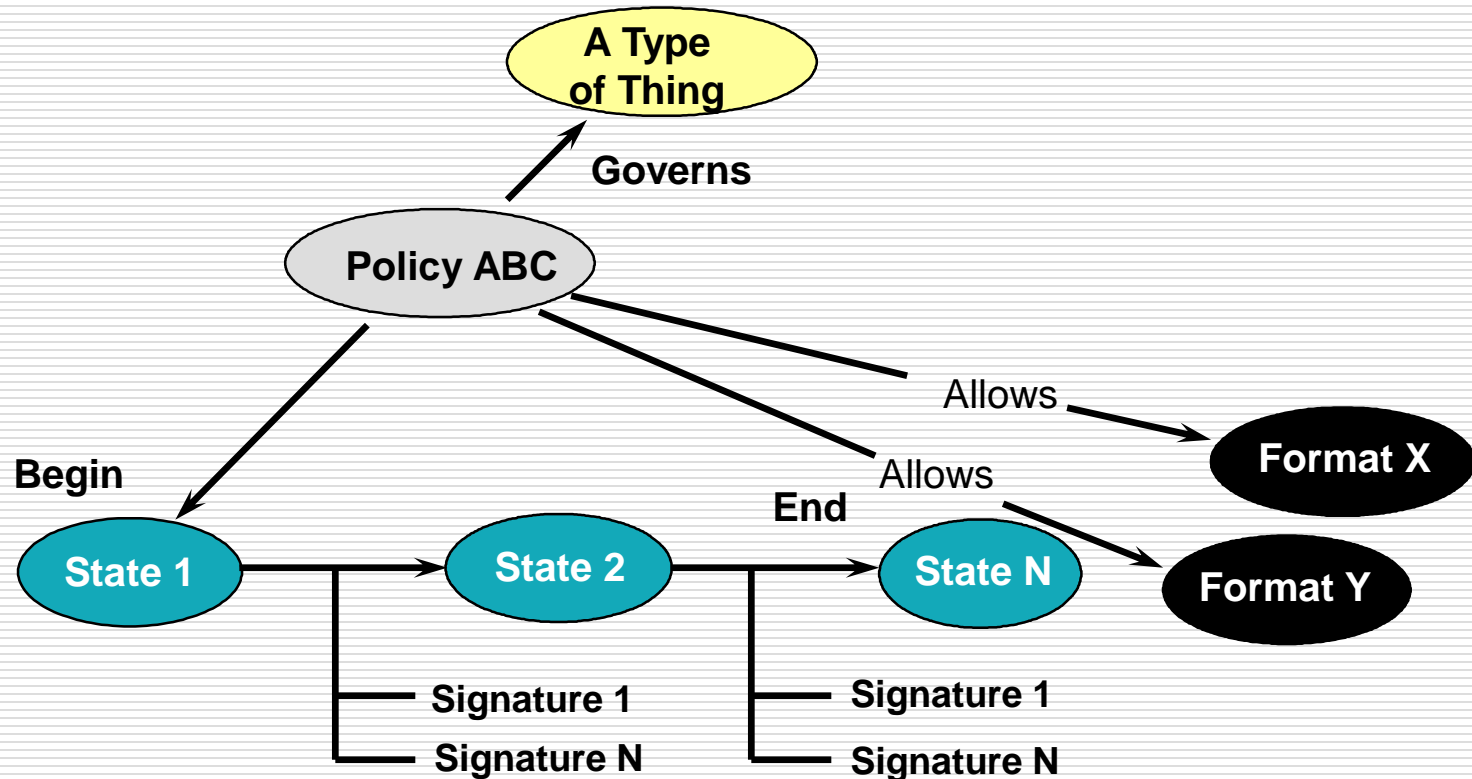 A Type
of Thing
Governs
Policy ABC
Allows
Format X
Begin
Allows
End
State 1
State 2
State N
Format Y
Signature 1
Signature 1
Signature N
Signature N